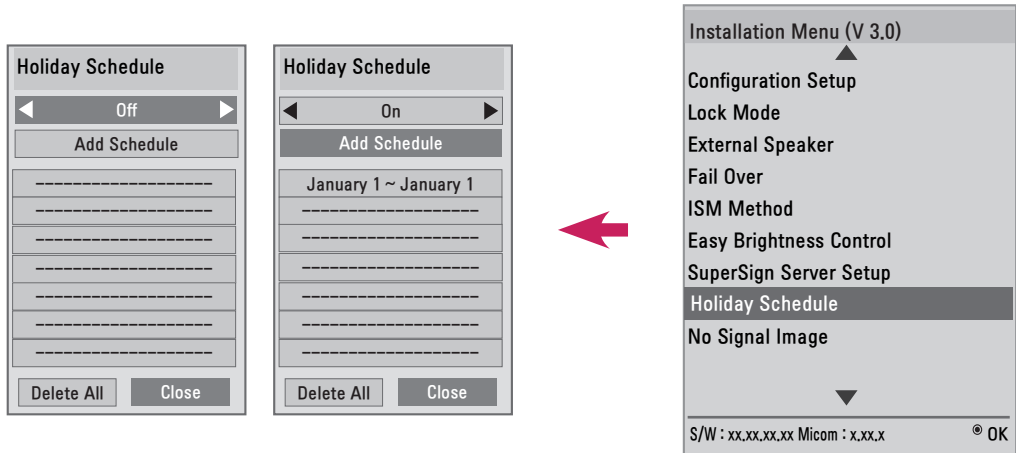 Holiday Schedule
◀ Off ▶
Add Schedule
-------------------
-------------------
-------------------
-------------------
-------------------
-------------------
-------------------
Delete All Close
Holiday Schedule
◀ On ▶
Add Schedule
January 1 ~ January 1
-------------------
-------------------
-------------------
-------------------
-------------------
-------------------
Delete All Close
Installation Menu (V 3.0)
▲
Configuration Setup
Lock Mode
External Speaker
Fail Over
ISM Method
Easy Brightness Control
SuperSign Server Setup
Holiday Schedule
No Signal Image
▼
S/W : xx.xx.xx.xx Micom : x.xx.x ◉ OK